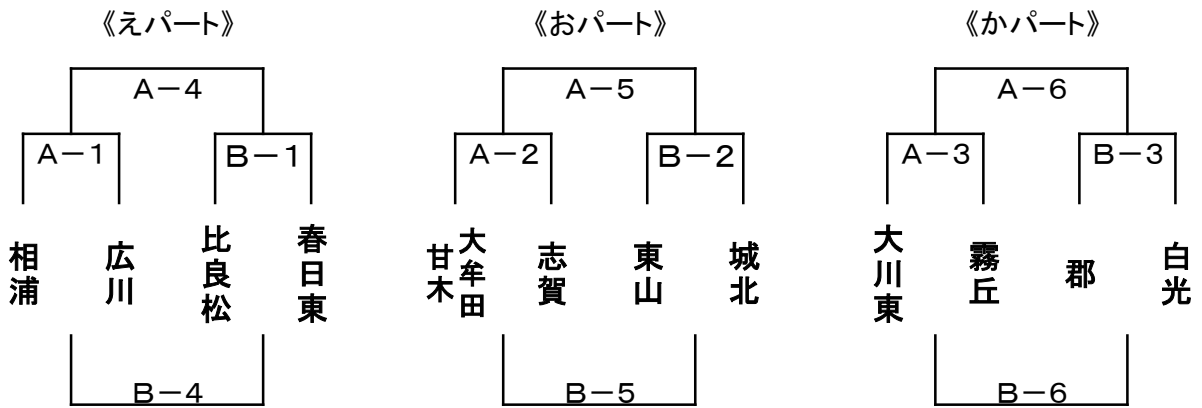 《えパート》
《おパート》
《かパート》
A－4
A－5
A－6
A－1
B－1
A－2
B－2
A－3
B－3
相浦
広川
比良松
春日東
大牟田
甘木
志賀
東山
城北
大川東
霧丘
郡
白光
B－4
B－5
B－6